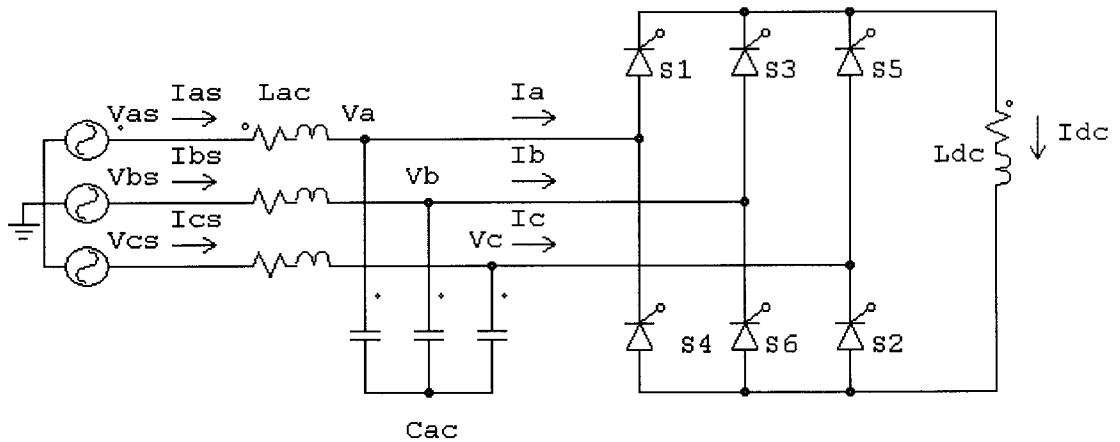 S1 S3 S5
Ias Lac Va Ia
Vas
Ldc Idc
Ibs Vb Ib
Vbs
Ics Vc Ic
Vcs
S4 S6 S2
Cac